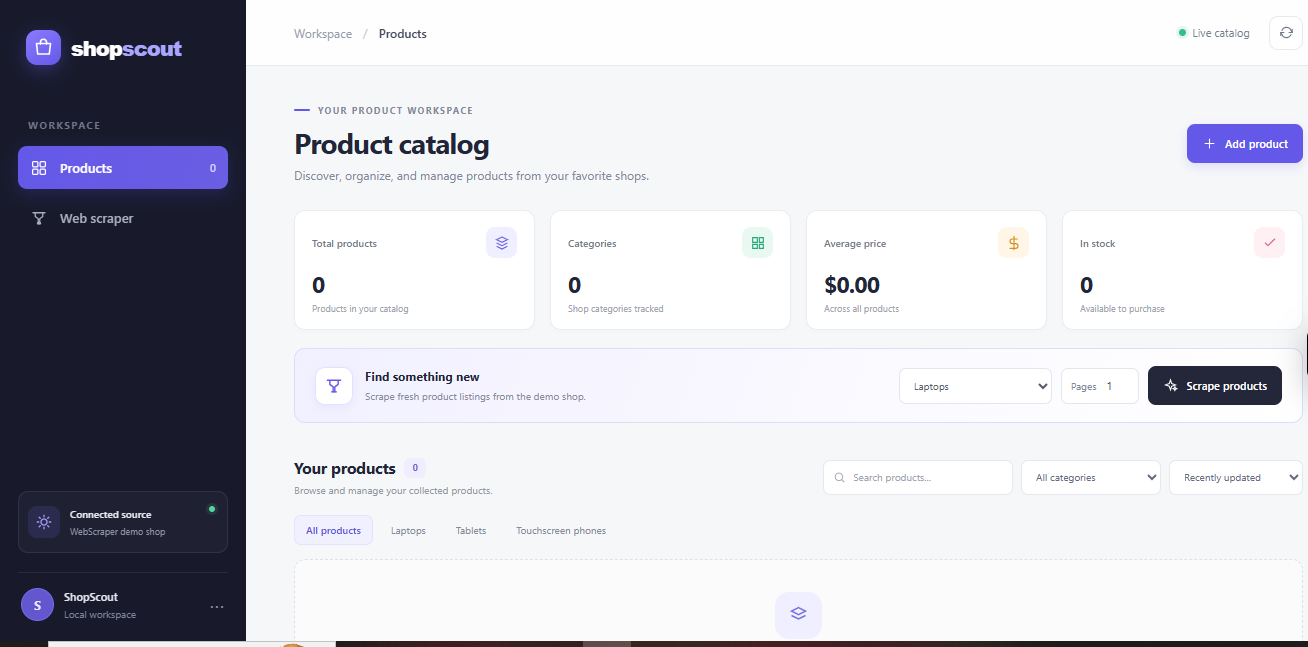 shopscout
Workspace / Products
Live catalog
WORKSPACE
Products 0
Web scraper
YOUR PRODUCT WORKSPACE
Product catalog
Discover, organize, and manage products from your favorite shops.
Add product
Total products
0
Products in your catalog
Categories
0
Shop categories tracked
Average price
$
$0.00
Across all products
In stock
0
Available to purchase
Find something new
Scrape fresh product listings from the demo shop.
Laptops
Pages 1
Scrape products
Your products 0
Browse and manage your collected products.
Search products...
All categories
Recently updated
All products Laptops Tablets Touchscreen phones
Connected source
WebScraper demo shop
S
ShopScout
Local workspace
...